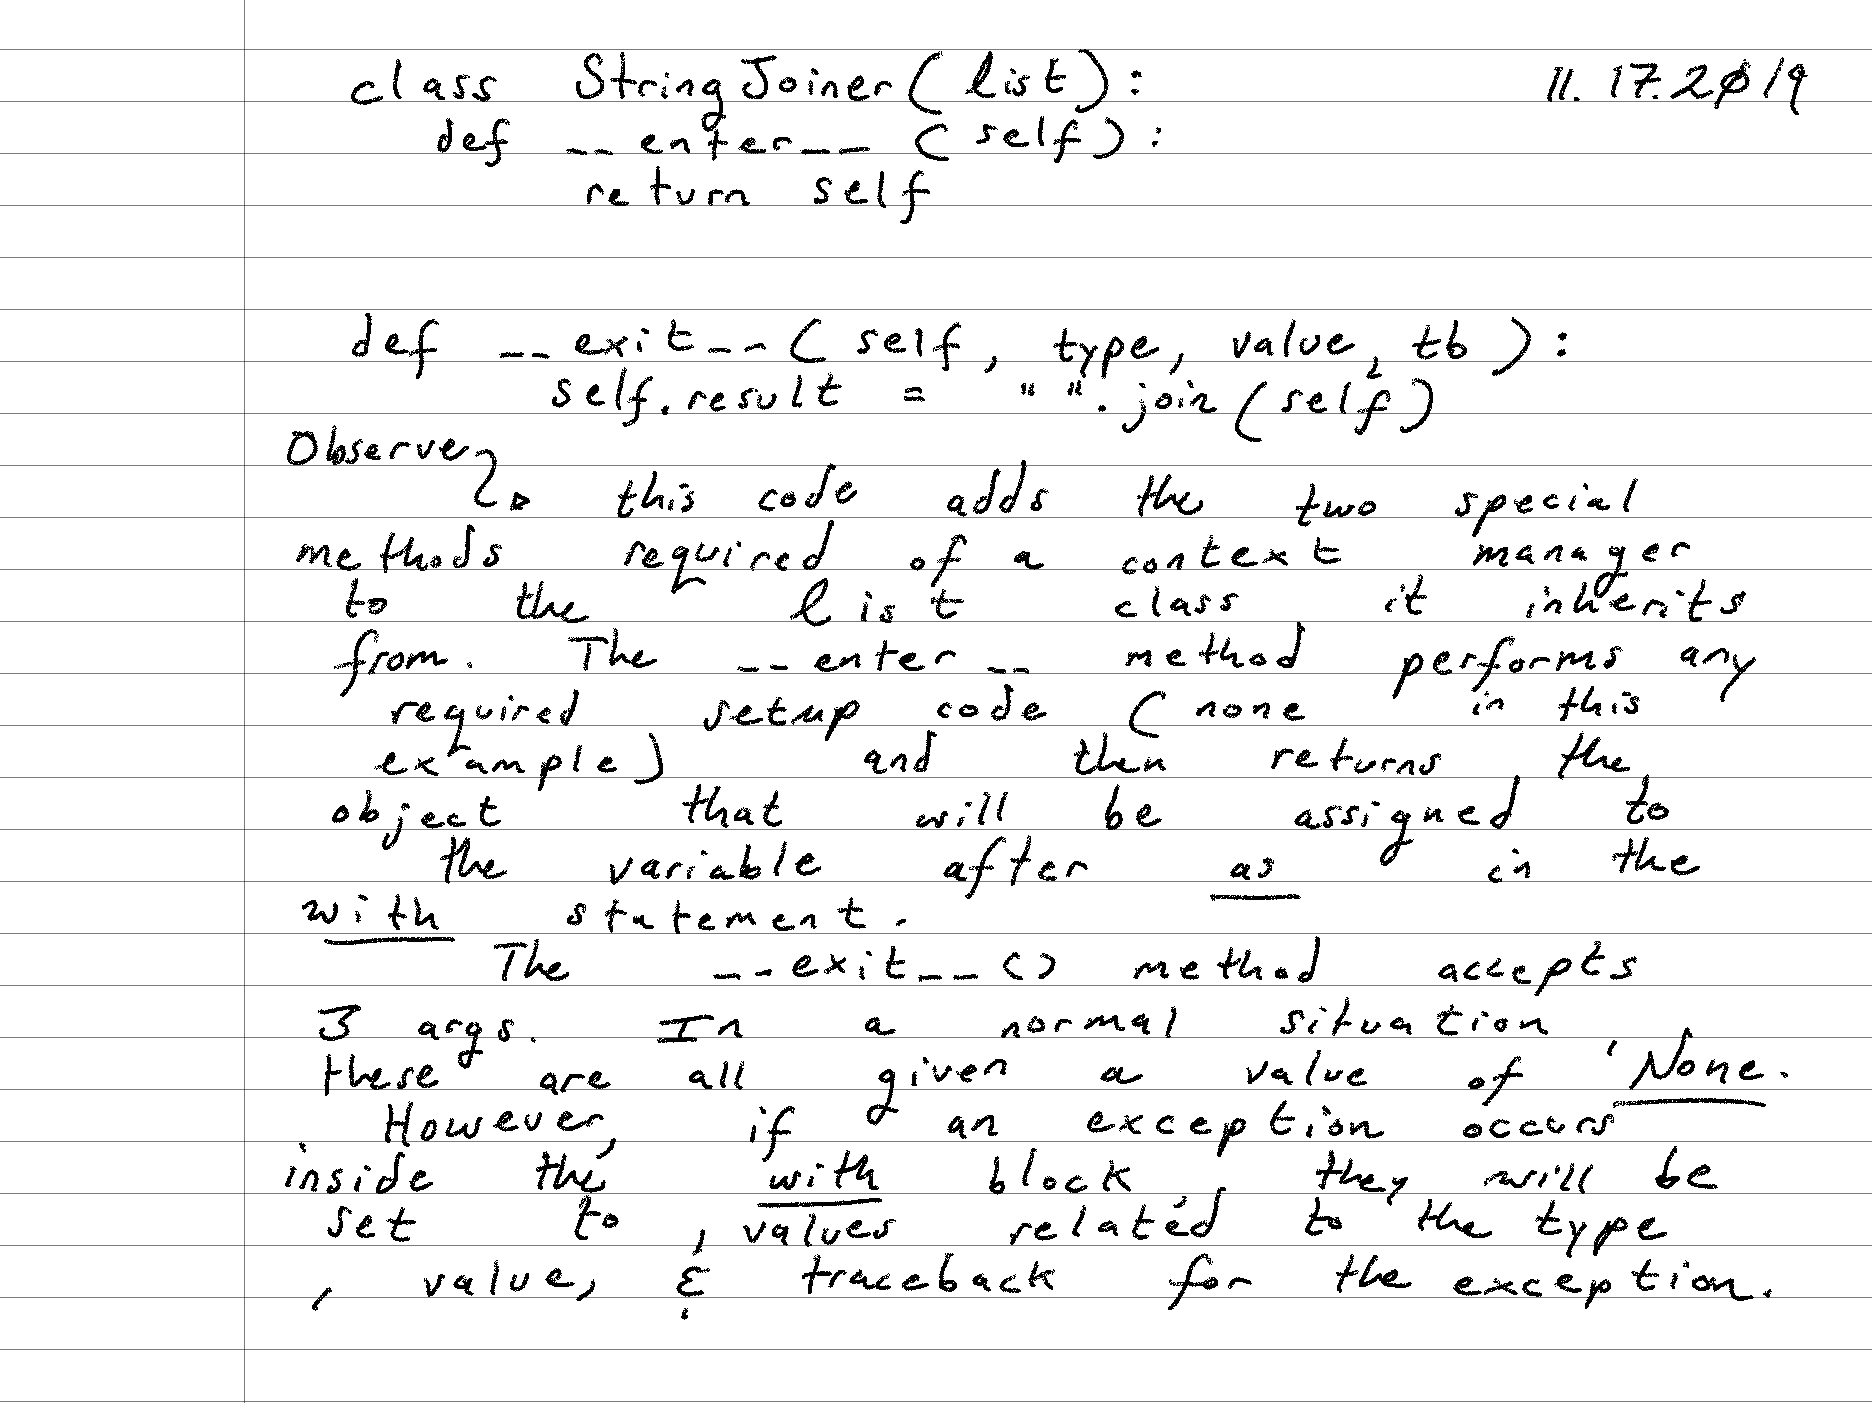 class StringJoiner(list): 11.17.2019
def __enter__(self):
return self
def __exit__(self, type, value, tb):
self.result = "".join(self)
Observe
this code adds the two special
methods required of a context manager
to the list class it inherits
from. The __enter__ method performs any
required setup code (none in this
example) and then returns the
object that will be assigned to
the variable after as in the
with statement.
The __exit__() method accepts
3 args. In a normal situation
these are all given a value of 'None.
However, if an exception occurs
inside the with block, they will be
set to, values related to the type
, value, & traceback for the exception.